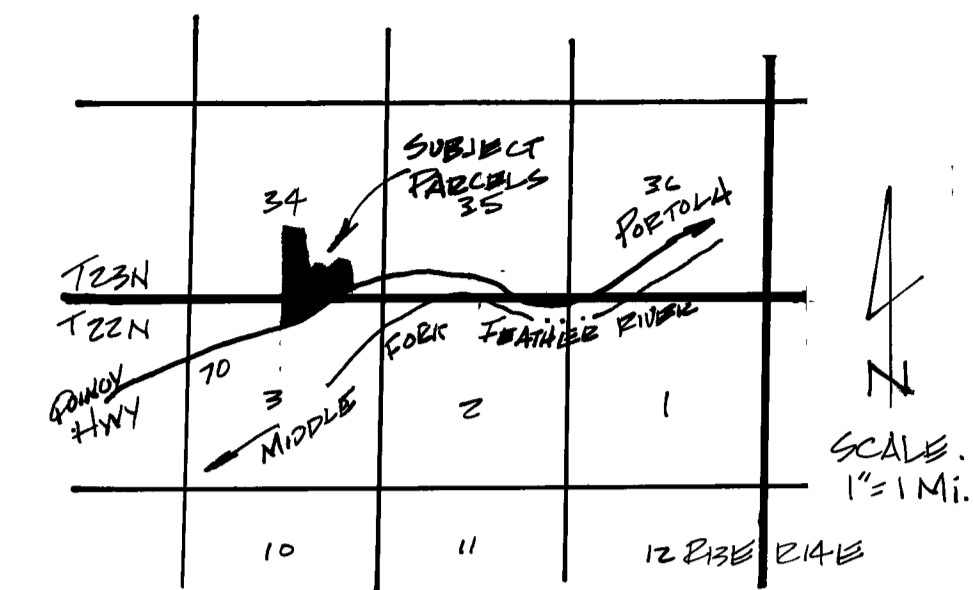 SUBJECT
PARCELS
34
35
36
PORTOLA
T23N
T22N
HWY
70
FORK
FEATHER
RIVER
3
MIDDLE
2
1
N
SCALE.
1"=1 Mi.
10
11
12
R13E
R14E